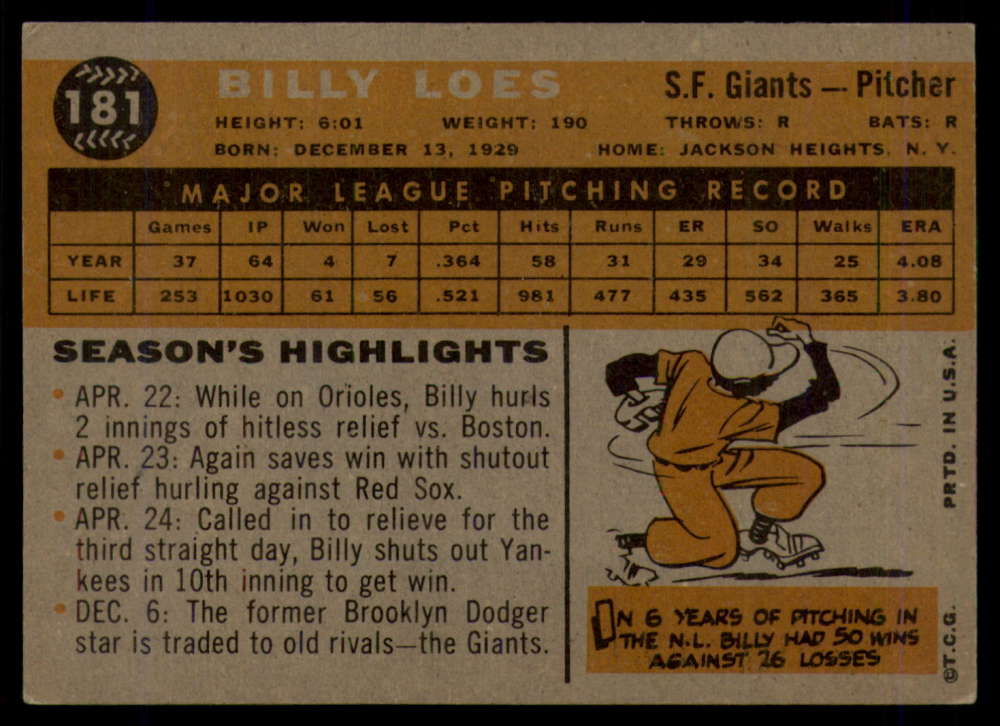 181
BILLY LOES
S.F. Giants — Pitcher
HEIGHT: 6:01 WEIGHT: 190 THROWS: R BATS: R
BORN: DECEMBER 13, 1929 HOME: JACKSON HEIGHTS, N. Y.
MAJOR LEAGUE PITCHING RECORD
Games IP Won Lost Pct Hits Runs ER SO Walks ERA
YEAR 37 64 4 7 .364 58 31 29 34 25 4.08
LIFE 253 1030 61 56 .521 981 477 435 562 365 3.80
SEASON'S HIGHLIGHTS
• APR. 22: While on Orioles, Billy hurls
2 innings of hitless relief vs. Boston.
• APR. 23: Again saves win with shutout
relief hurling against Red Sox.
• APR. 24: Called in to relieve for the
third straight day, Billy shuts out Yan-
kees in 10th inning to get win.
• DEC. 6: The former Brooklyn Dodger
star is traded to old rivals—the Giants.
IN 6 YEARS OF PITCHING IN
THE N.L. BILLY HAD 50 WINS
AGAINST 26 LOSSES
©T.C.G. PRTD. IN U.S.A.